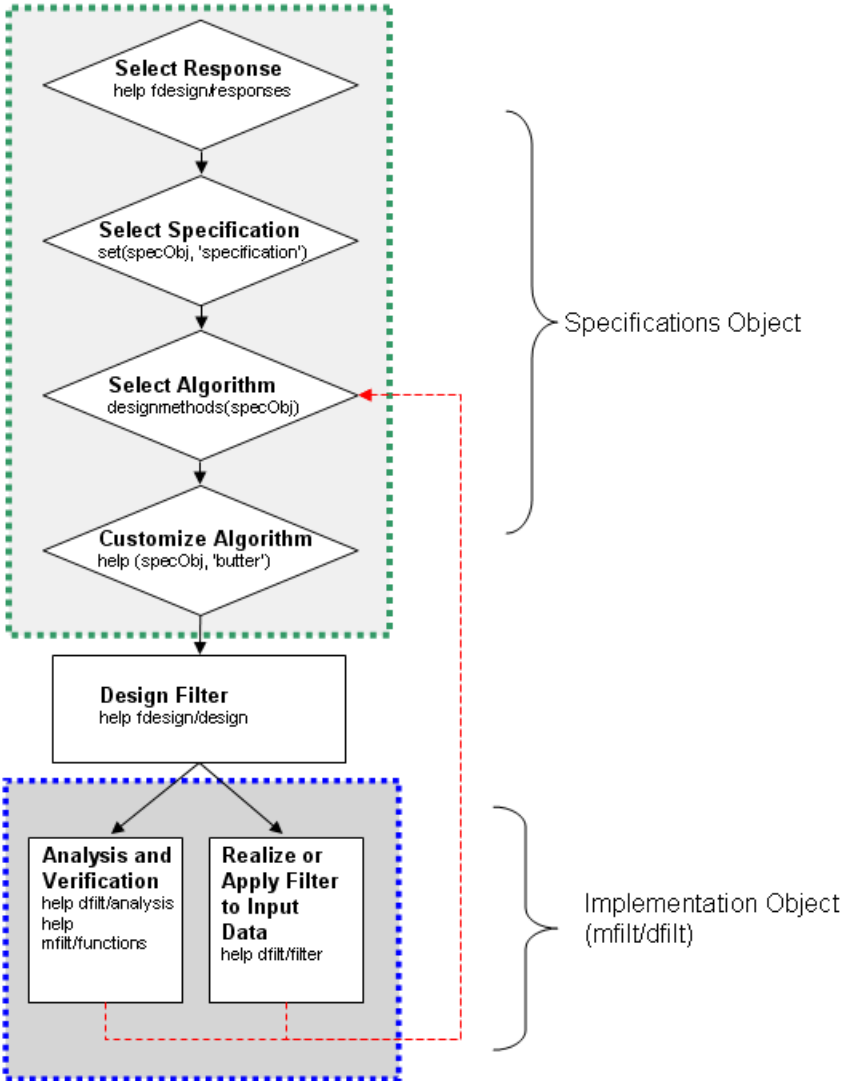 Select Response
help fdesign/responses
Select Specification
set(specObj, 'specification')
Select Algorithm
designmethods(specObj)
Customize Algorithm
help (specObj, 'butter')
Specifications Object
Design Filter
help fdesign/design
Analysis and
Verification
help dfilt/analysis
help
mfilt/functions
Realize or
Apply Filter
to Input
Data
help dfilt/filter
Implementation Object
(mfilt/dfilt)